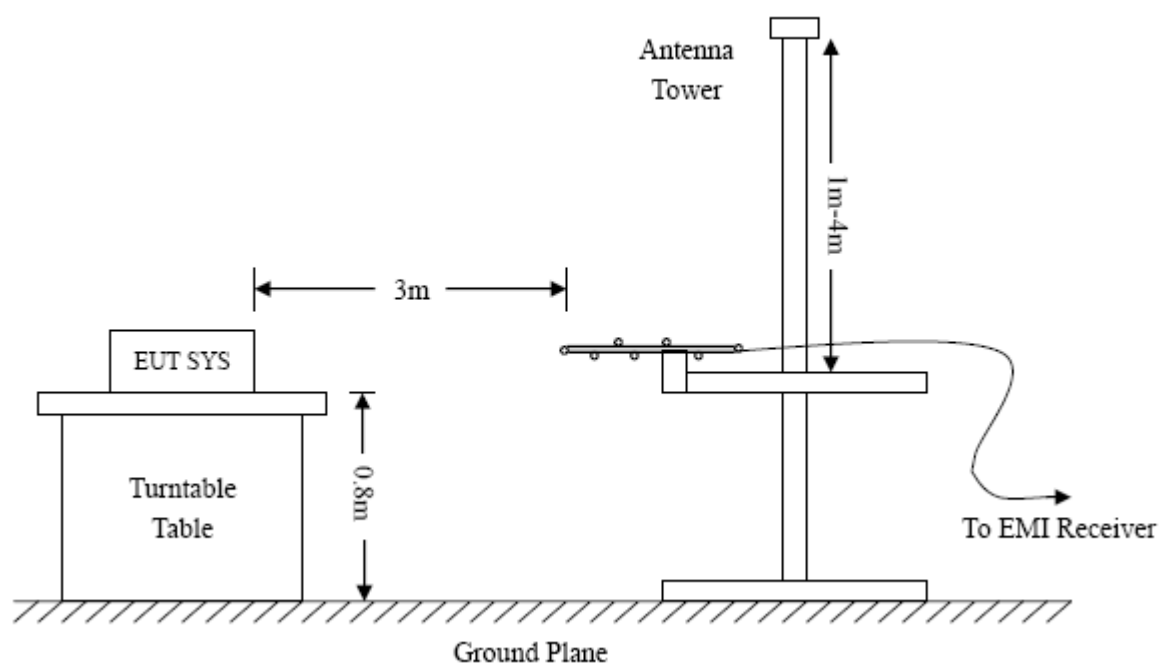 Antenna
Tower
1m-4m
3m
EUT SYS
Turntable
Table
0.8m
To EMI Receiver
Ground Plane